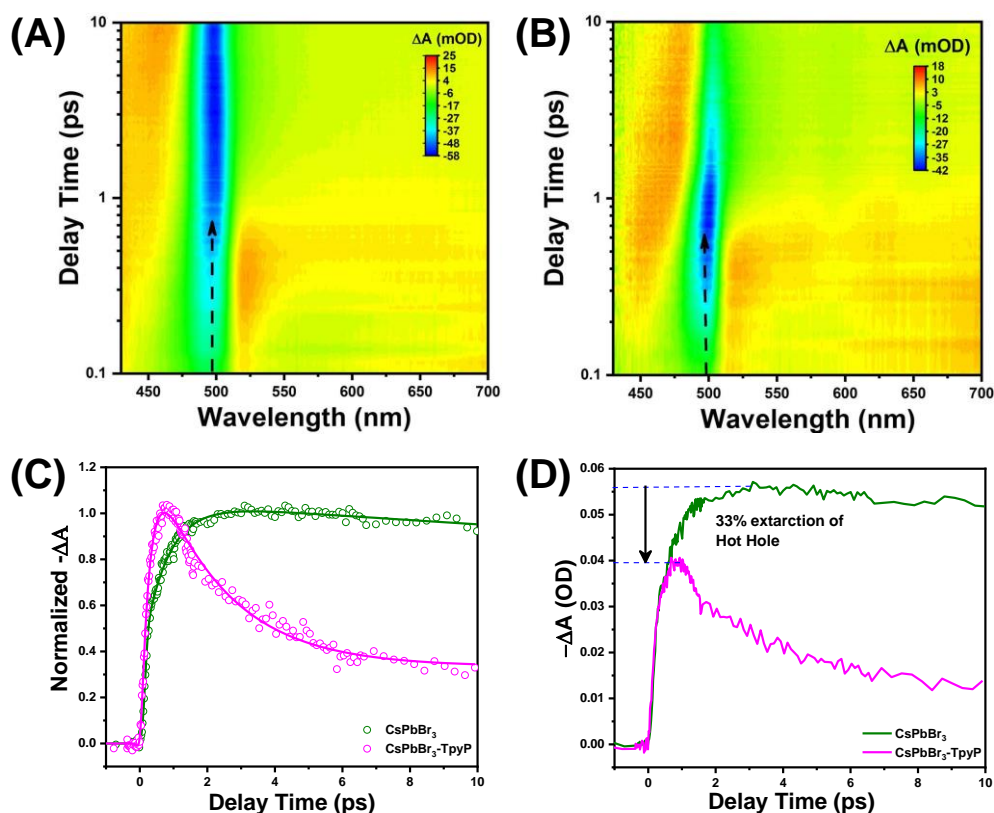 (A)
ΔA (mOD)
25
15
4
-6
-17
-27
-37
-48
-58
10
1
0.1
Delay Time (ps)
450 500 550 600 650 700
Wavelength (nm)
(B)
ΔA (mOD)
18
10
3
-5
-12
-20
-27
-35
-42
10
1
0.1
Delay Time (ps)
450 500 550 600 650 700
Wavelength (nm)
(C)
1.2
1.0
0.8
0.6
0.4
0.2
0.0
Normalized -ΔA
CsPbBr3
CsPbBr3-TpyP
0 2 4 6 8 10
Delay Time (ps)
(D)
0.06
0.05
0.04
0.03
0.02
0.01
0.00
−ΔA (OD)
33% extarction of
Hot Hole
CsPbBr3
CsPbBr3-TpyP
0 2 4 6 8 10
Delay Time (ps)